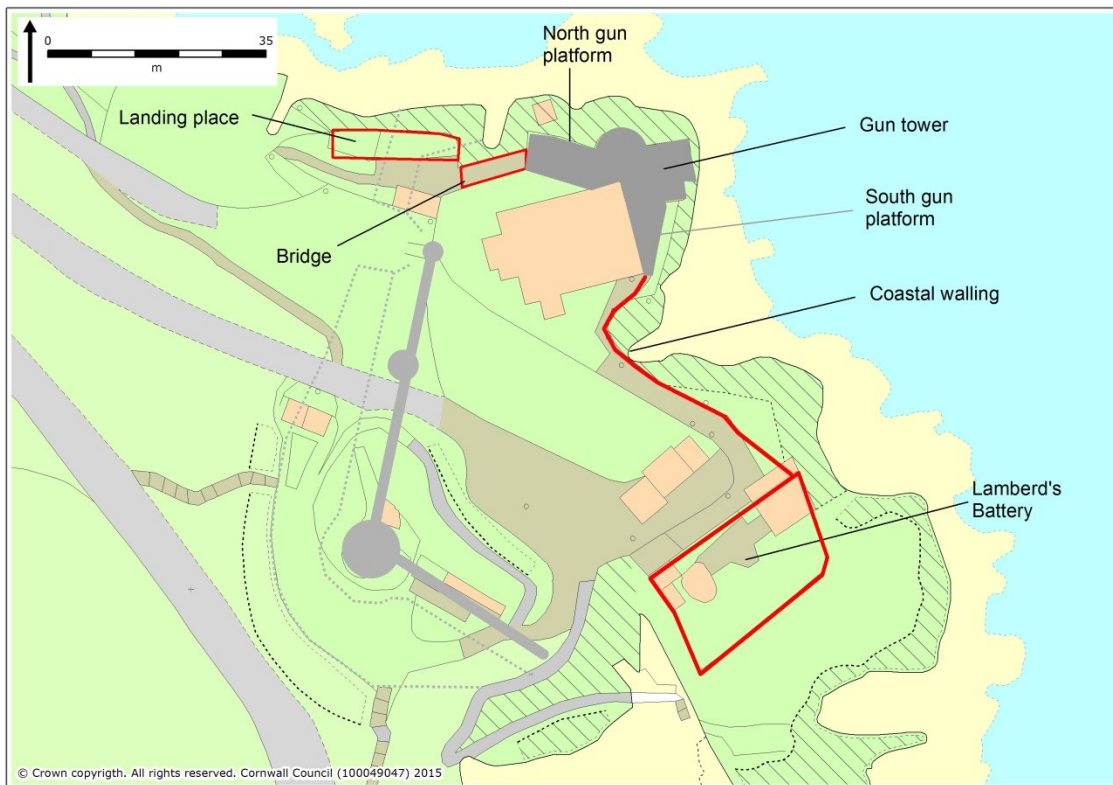 0 35
m
North gun
platform
Landing place
Gun tower
South gun
platform
Bridge
Coastal walling
Lamberd's
Battery
© Crown copyrigth. All rights reserved. Cornwall Council (100049047) 2015